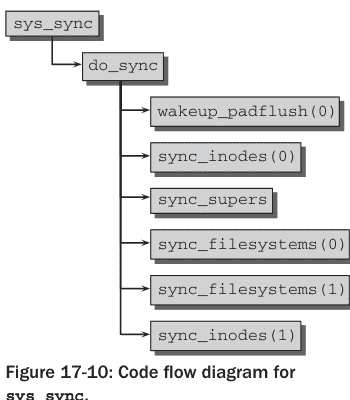 sys_sync
do_sync
wakeup_padflush(0)
sync_inodes(0)
sync_supers
sync_filesystems(0)
sync_filesystems(1)
sync_inodes(1)
Figure 17-10: Code flow diagram for
sys_sync.